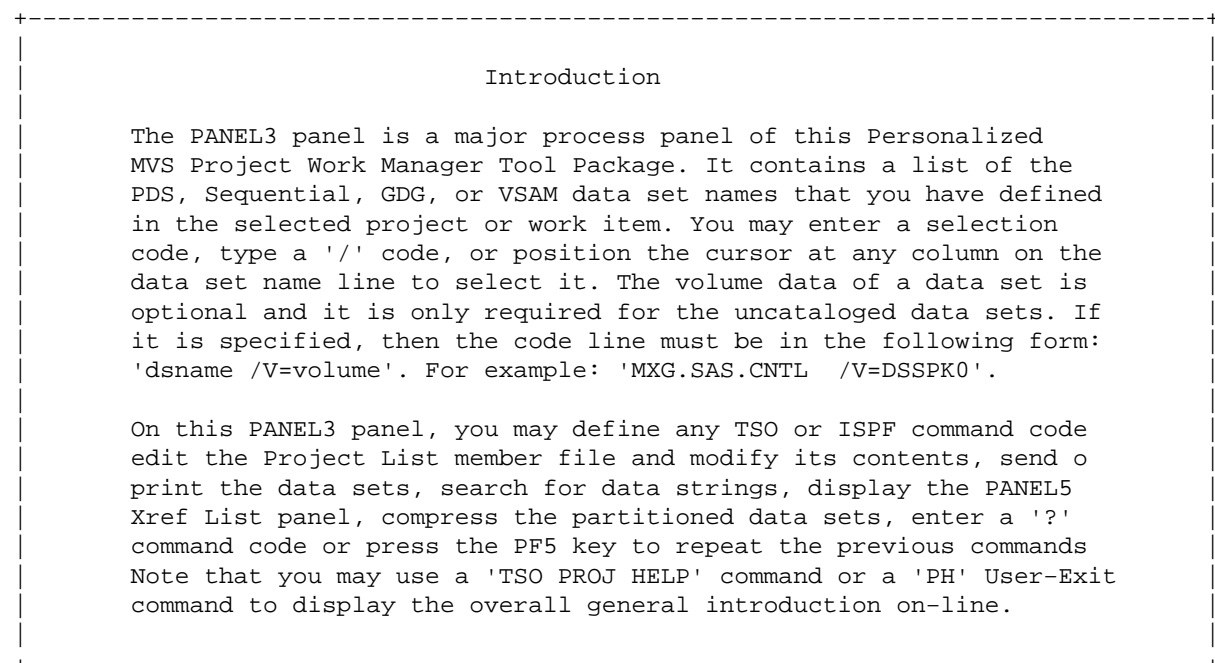 Introduction
The PANEL3 panel is a major process panel of this Personalized
MVS Project Work Manager Tool Package. It contains a list of the
PDS, Sequential, GDG, or VSAM data set names that you have defined
in the selected project or work item. You may enter a selection
code, type a '/' code, or position the cursor at any column on the
data set name line to select it. The volume data of a data set is
optional and it is only required for the uncataloged data sets. If
it is specified, then the code line must be in the following form:
'dsname /V=volume'. For example: 'MXG.SAS.CNTL  /V=DSSPK0'.
On this PANEL3 panel, you may define any TSO or ISPF command code
edit the Project List member file and modify its contents, send o
print the data sets, search for data strings, display the PANEL5
Xref List panel, compress the partitioned data sets, enter a '?'
command code or press the PF5 key to repeat the previous commands
Note that you may use a 'TSO PROJ HELP' command or a 'PH' User-Exit
command to display the overall general introduction on-line.